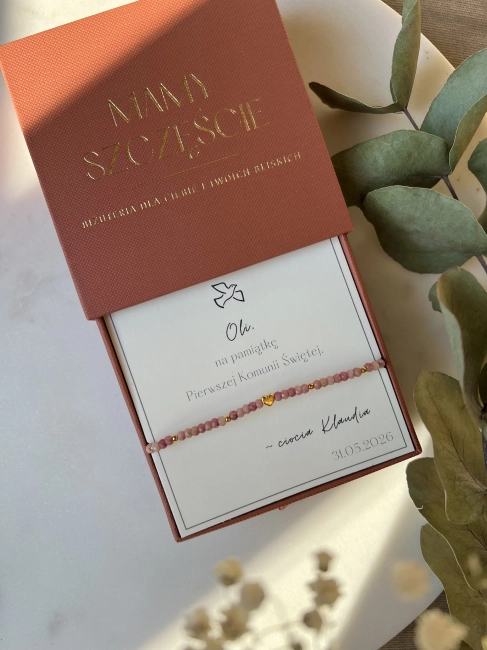 MAMY
SZCZĘŚCIE
BIŻUTERIA DLA CIEBIE I TWOICH BLISKICH
Oli,
na pamiątkę
Pierwszej Komunii Świętej,
~ ciocia Klaudia
31.05.2026